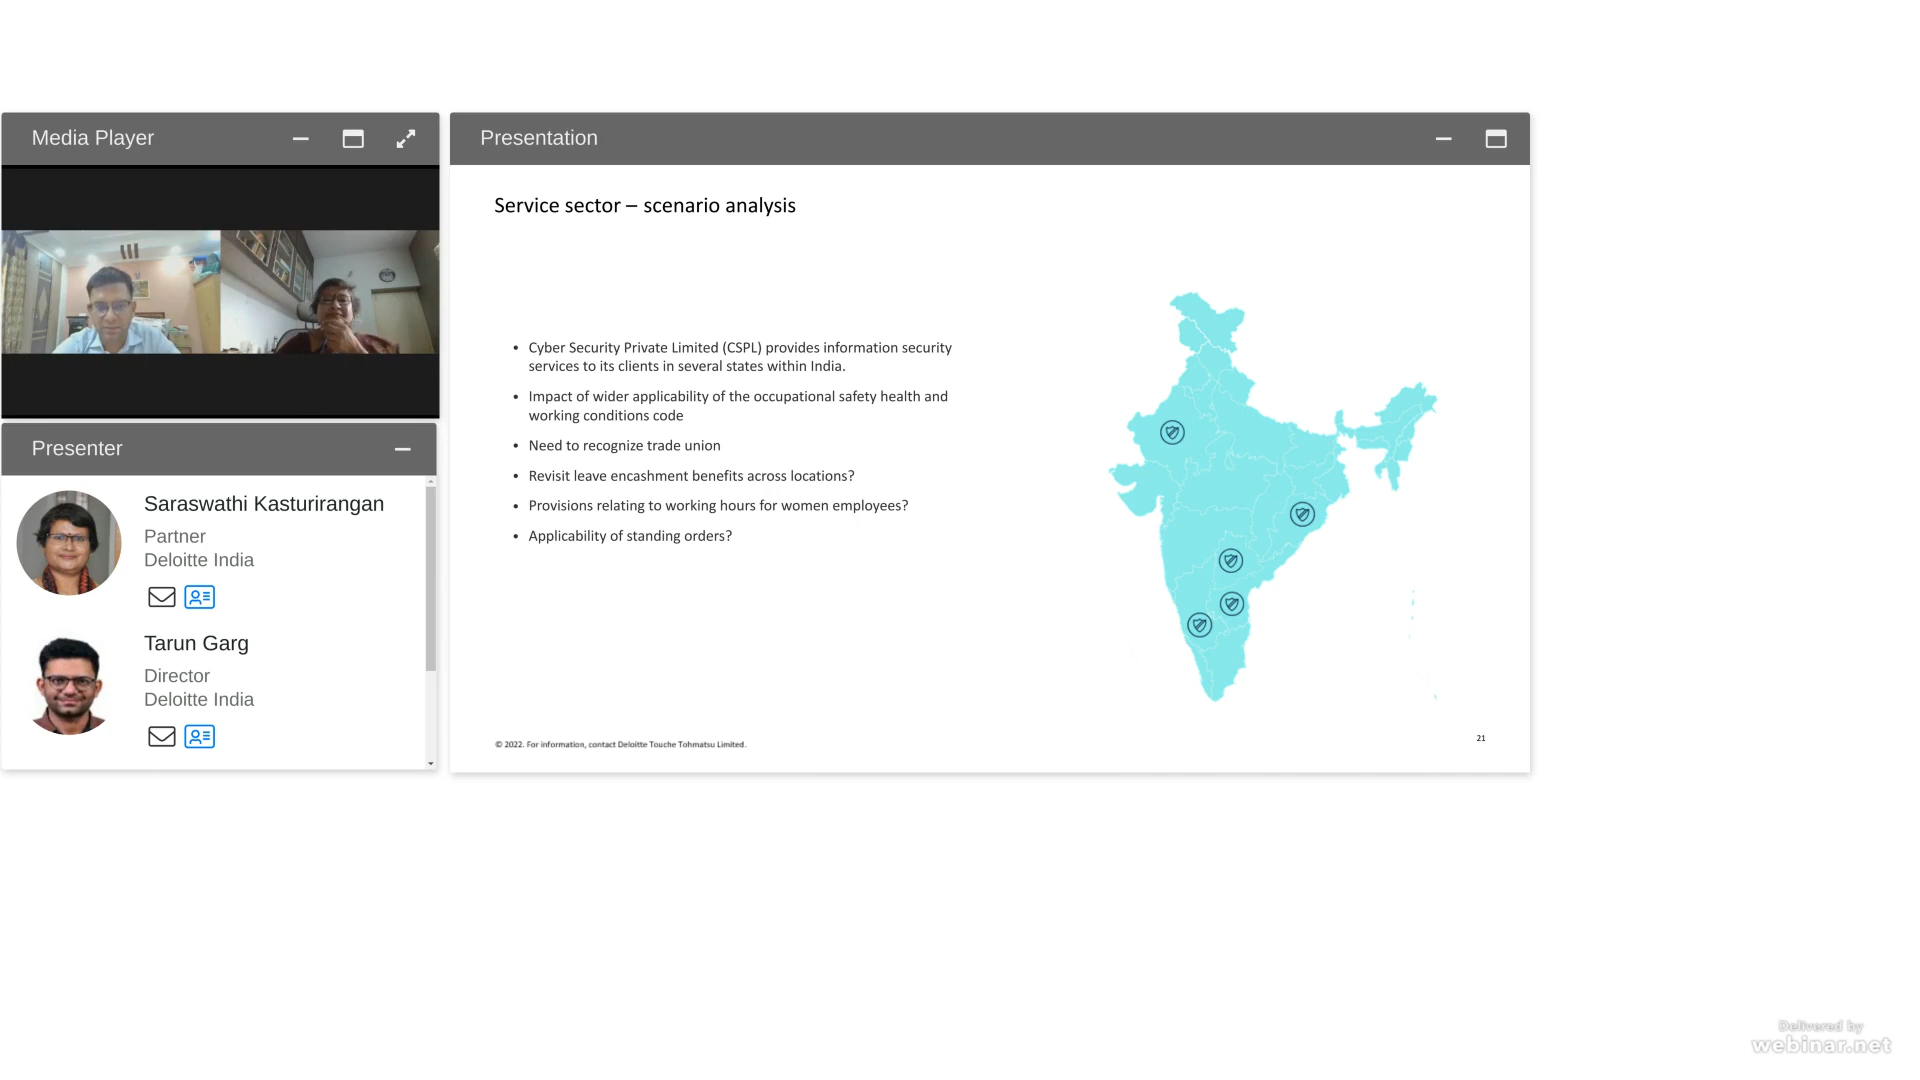 Media Player
Presentation
Service sector – scenario analysis
• Cyber Security Private Limited (CSPL) provides information security
services to its clients in several states within India.
• Impact of wider applicability of the occupational safety health and
working conditions code
• Need to recognize trade union
• Revisit leave encashment benefits across locations?
• Provisions relating to working hours for women employees?
• Applicability of standing orders?
© 2022. For information, contact Deloitte Touche Tohmatsu Limited.
21
Presenter
Saraswathi Kasturirangan
Partner
Deloitte India
Tarun Garg
Director
Deloitte India
Delivered by
webinar.net